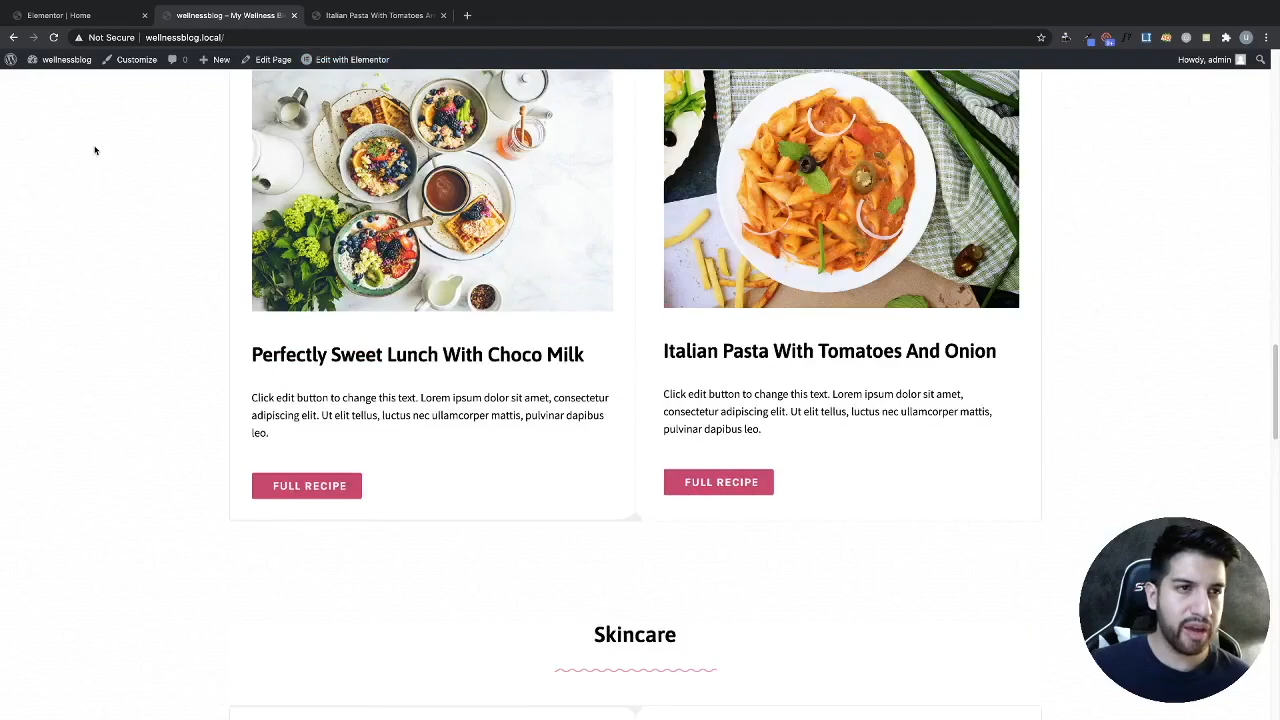 Elementor | Home
wellnessblog – My Wellness Bl
Italian Pasta With Tomatoes An
Not Secure | wellnessblog.local/
wellnessblog
Customize
0
New
Edit Page
Edit with Elementor
Howdy, admin
Perfectly Sweet Lunch With Choco Milk
Click edit button to change this text. Lorem ipsum dolor sit amet, consectetur
adipiscing elit. Ut elit tellus, luctus nec ullamcorper mattis, pulvinar dapibus
leo.
FULL RECIPE
Italian Pasta With Tomatoes And Onion
Click edit button to change this text. Lorem ipsum dolor sit amet,
consectetur adipiscing elit. Ut elit tellus, luctus nec ullamcorper mattis,
pulvinar dapibus leo.
FULL RECIPE
Skincare